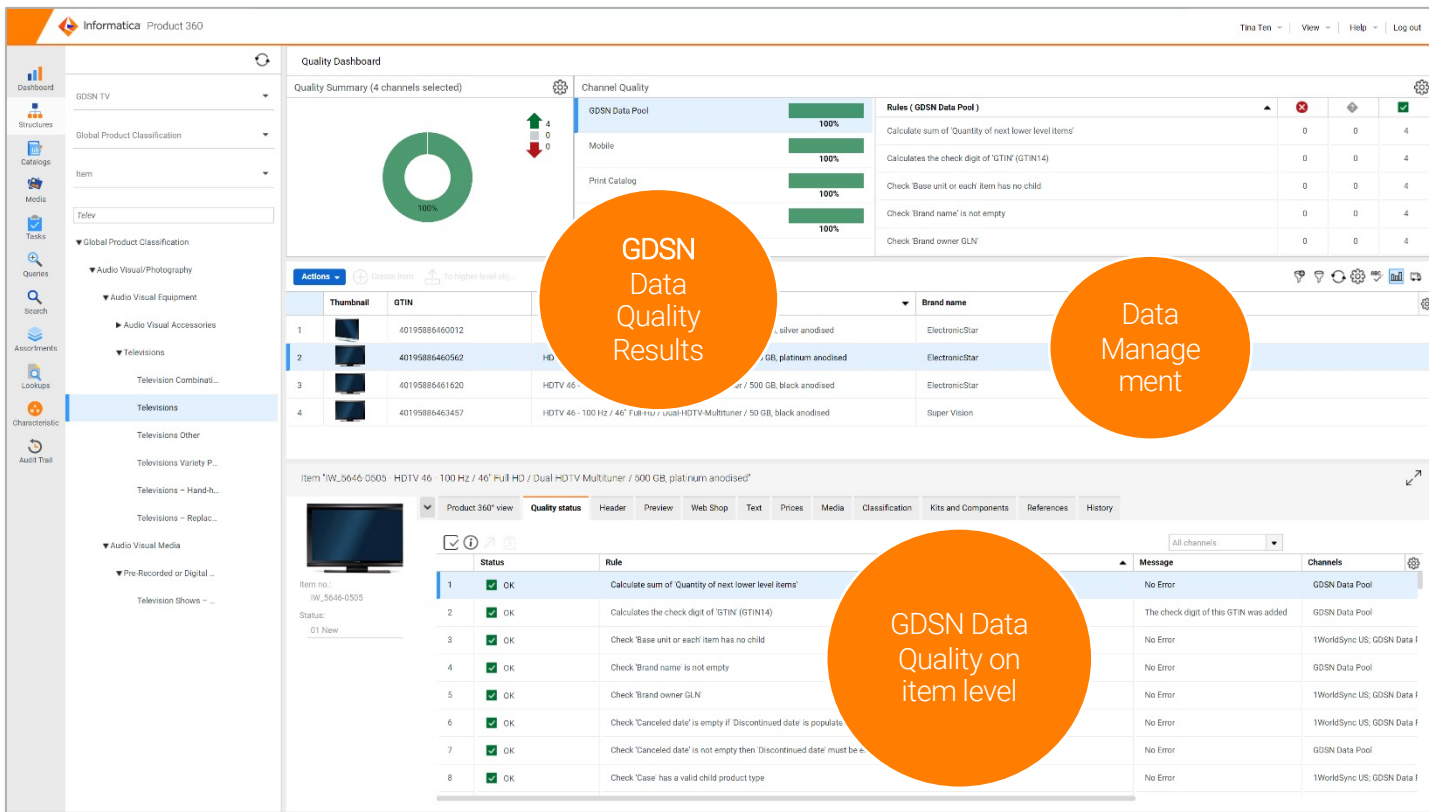 Informatica Product 360
Tina Ten
View
Help
Log out
Dashboard
Structures
Catalogs
Media
Tasks
Queries
Search
Assortments
Lookups
Characteristic
Audit Trail
GDSN TV
Global Product Classification
Item
Telev
Global Product Classification
Audio Visual/Photography
Audio Visual Equipment
Audio Visual Accessories
Televisions
Television Combinati...
Televisions
Televisions Other
Televisions Variety P...
Televisions – Hand-h...
Televisions – Replac...
Audio Visual Media
Pre-Recorded or Digital ...
Television Shows – ...
Quality Dashboard
Quality Summary (4 channels selected)
4
0
0
100%
Channel Quality
GDSN Data Pool
100%
Mobile
100%
Print Catalog
100%
100%
Rules ( GDSN Data Pool )
Calculate sum of 'Quantity of next lower level items' 0 0 4
Calculates the check digit of 'GTIN' (GTIN14) 0 0 4
Check 'Base unit or each' item has no child 0 0 4
Check 'Brand name' is not empty 0 0 4
Check 'Brand owner GLN' 0 0 4
GDSN
Data
Quality
Results
Data
Manage
ment
Actions
Create item
To higher level obj...
Thumbnail GTIN Brand name
1 40195886460012 , silver anodised ElectronicStar
2 40195886460562 HD GB, platinum anodised ElectronicStar
3 40195886461620 HDTV 46 - er / 500 GB, black anodised ElectronicStar
4 40195886463457 HDTV 46 - 100 Hz / 46" Full-HD / Dual-HDTV-Multituner / 50 GB, black anodised Super Vision
Item "IW_5646-0505 - HDTV 46 - 100 Hz / 46" Full HD / Dual HDTV Multituner / 500 GB, platinum anodised"
Item no.:
IW_5646-0505
Status:
01 New
Product 360° view Quality status Header Preview Web Shop Text Prices Media Classification Kits and Components References History
All channels
Status Rule Message Channels
1 OK Calculate sum of 'Quantity of next lower level items' No Error GDSN Data Pool
2 OK Calculates the check digit of 'GTIN' (GTIN14) The check digit of this GTIN was added GDSN Data Pool
3 OK Check 'Base unit or each' item has no child No Error 1WorldSync US; GDSN Data
4 OK Check 'Brand name' is not empty No Error GDSN Data Pool
5 OK Check 'Brand owner GLN' No Error 1WorldSync US; GDSN Data
6 OK Check 'Canceled date' is empty if 'Discontinued date' is populate No Error 1WorldSync US; GDSN Data
7 OK Check 'Canceled date' is not empty then 'Discontinued date' must be e No Error GDSN Data Pool
8 OK Check 'Case' has a valid child product type No Error 1WorldSync US; GDSN Data
GDSN Data
Quality on
item level